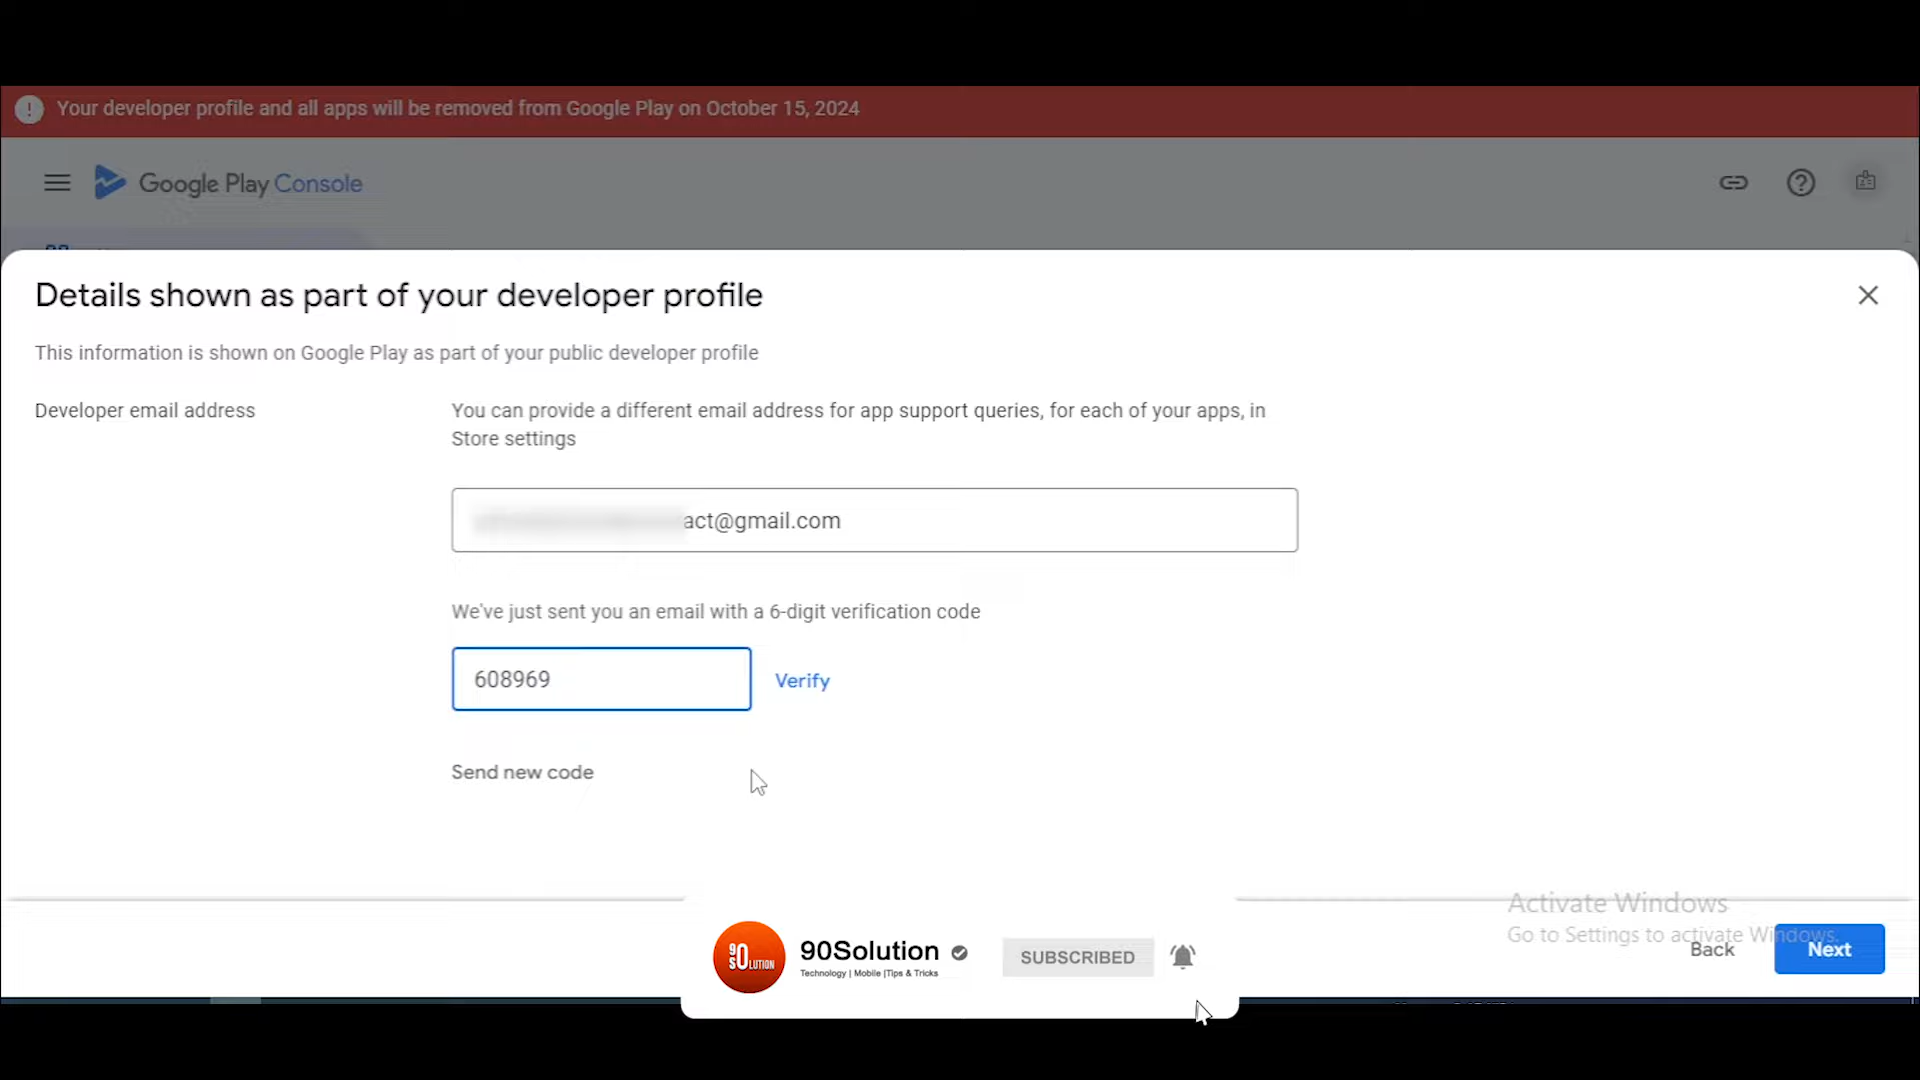 Your developer profile and all apps will be removed from Google Play on October 15, 2024
Google Play Console
Details shown as part of your developer profile
This information is shown on Google Play as part of your public developer profile
Developer email address
You can provide a different email address for app support queries, for each of your apps, in
Store settings
act@gmail.com
We've just sent you an email with a 6-digit verification code
608969
Verify
Send new code
Activate Windows
Go to Settings to activate Windows.
Back
Next
90 SOLUTION
90Solution
Technology | Mobile |Tips & Tricks
SUBSCRIBED